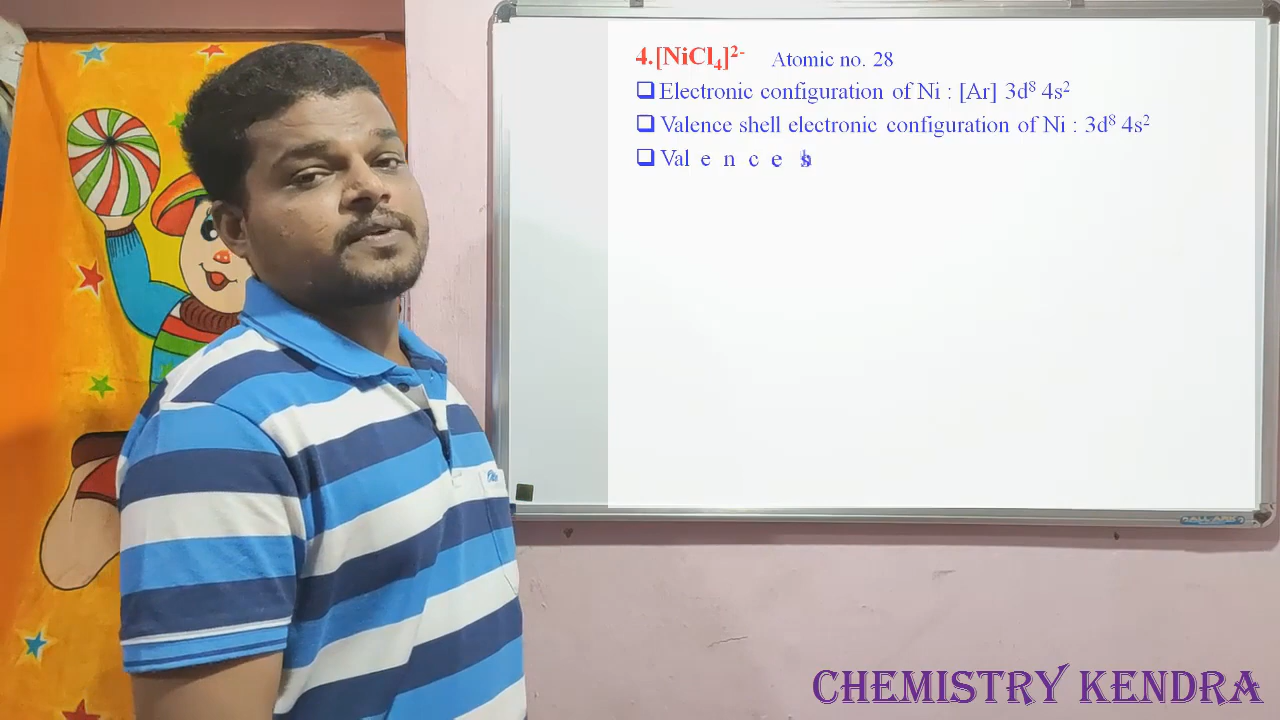 4.[NiCl₄]²⁻ Atomic no. 28
❑ Electronic configuration of Ni : [Ar] 3d⁸ 4s²
❑ Valence shell electronic configuration of Ni : 3d⁸ 4s²
❑ Valence
CHEMISTRY KENDRA